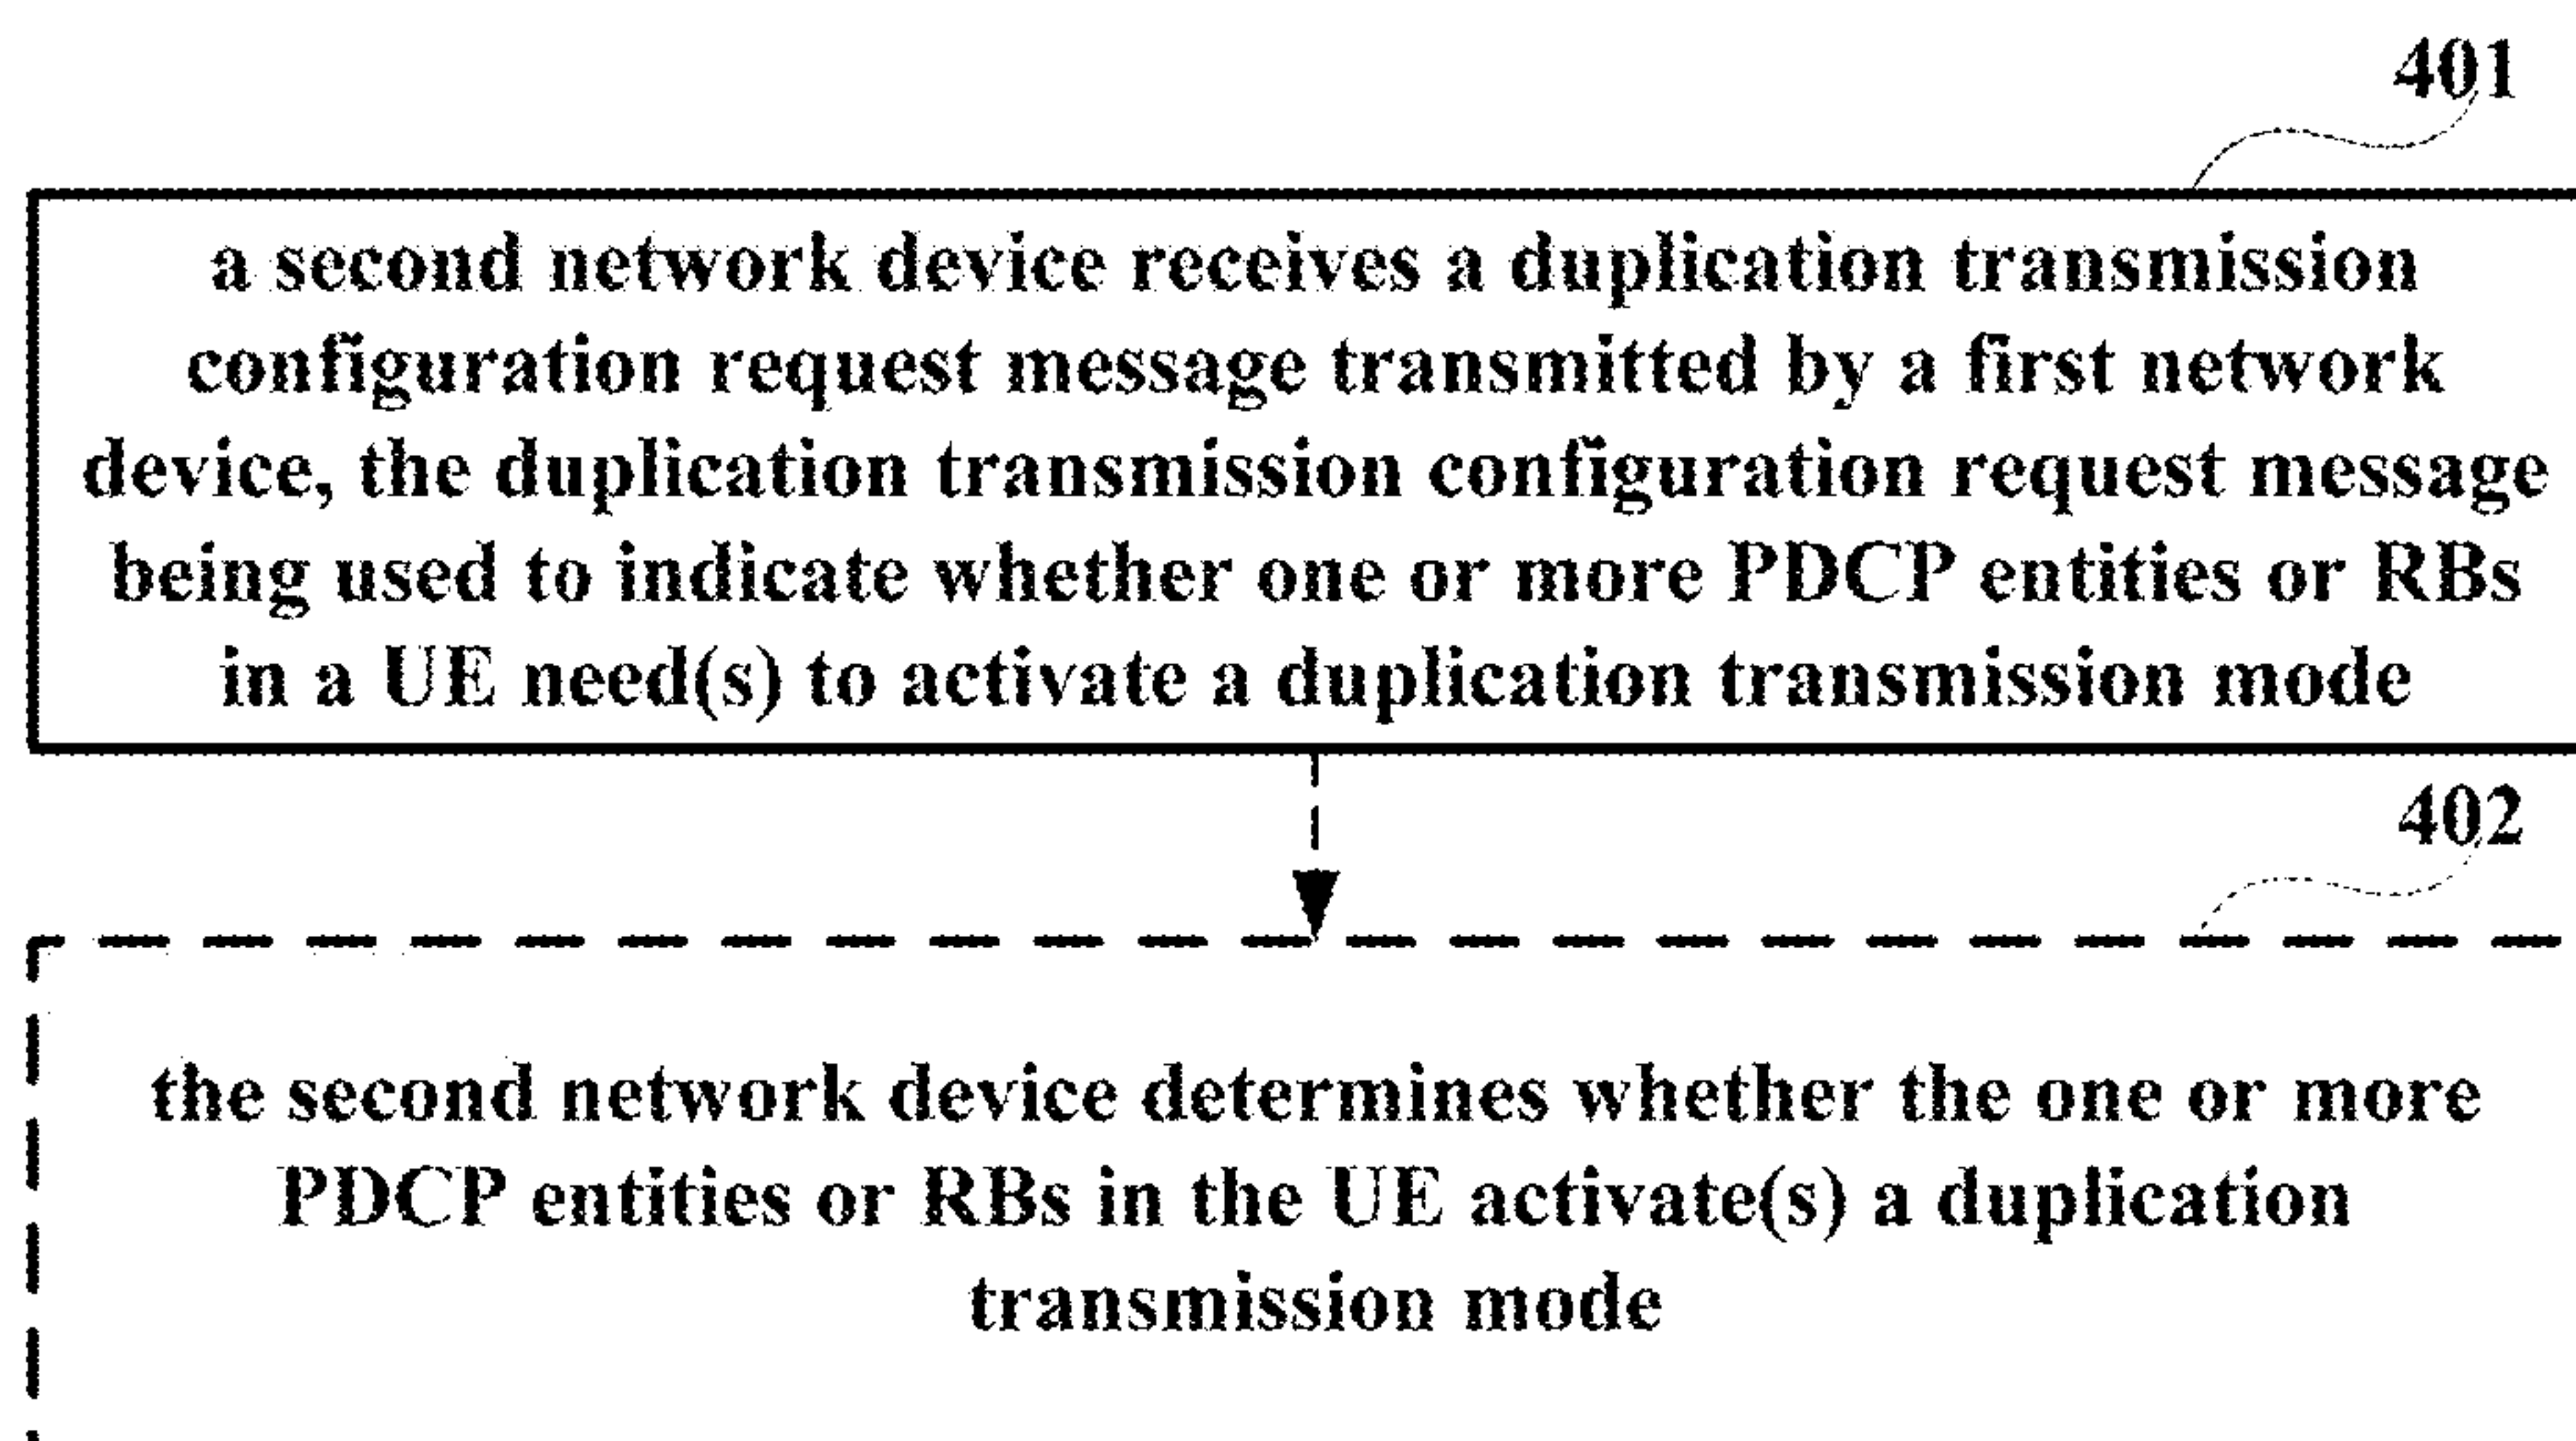 401
a second network device receives a duplication transmission
configuration request message transmitted by a first network
device, the duplication transmission configuration request message
being used to indicate whether one or more PDCP entities or RBs
in a UE need(s) to activate a duplication transmission mode
402
the second network device determines whether the one or more
PDCP entities or RBs in the UE activate(s) a duplication
transmission mode